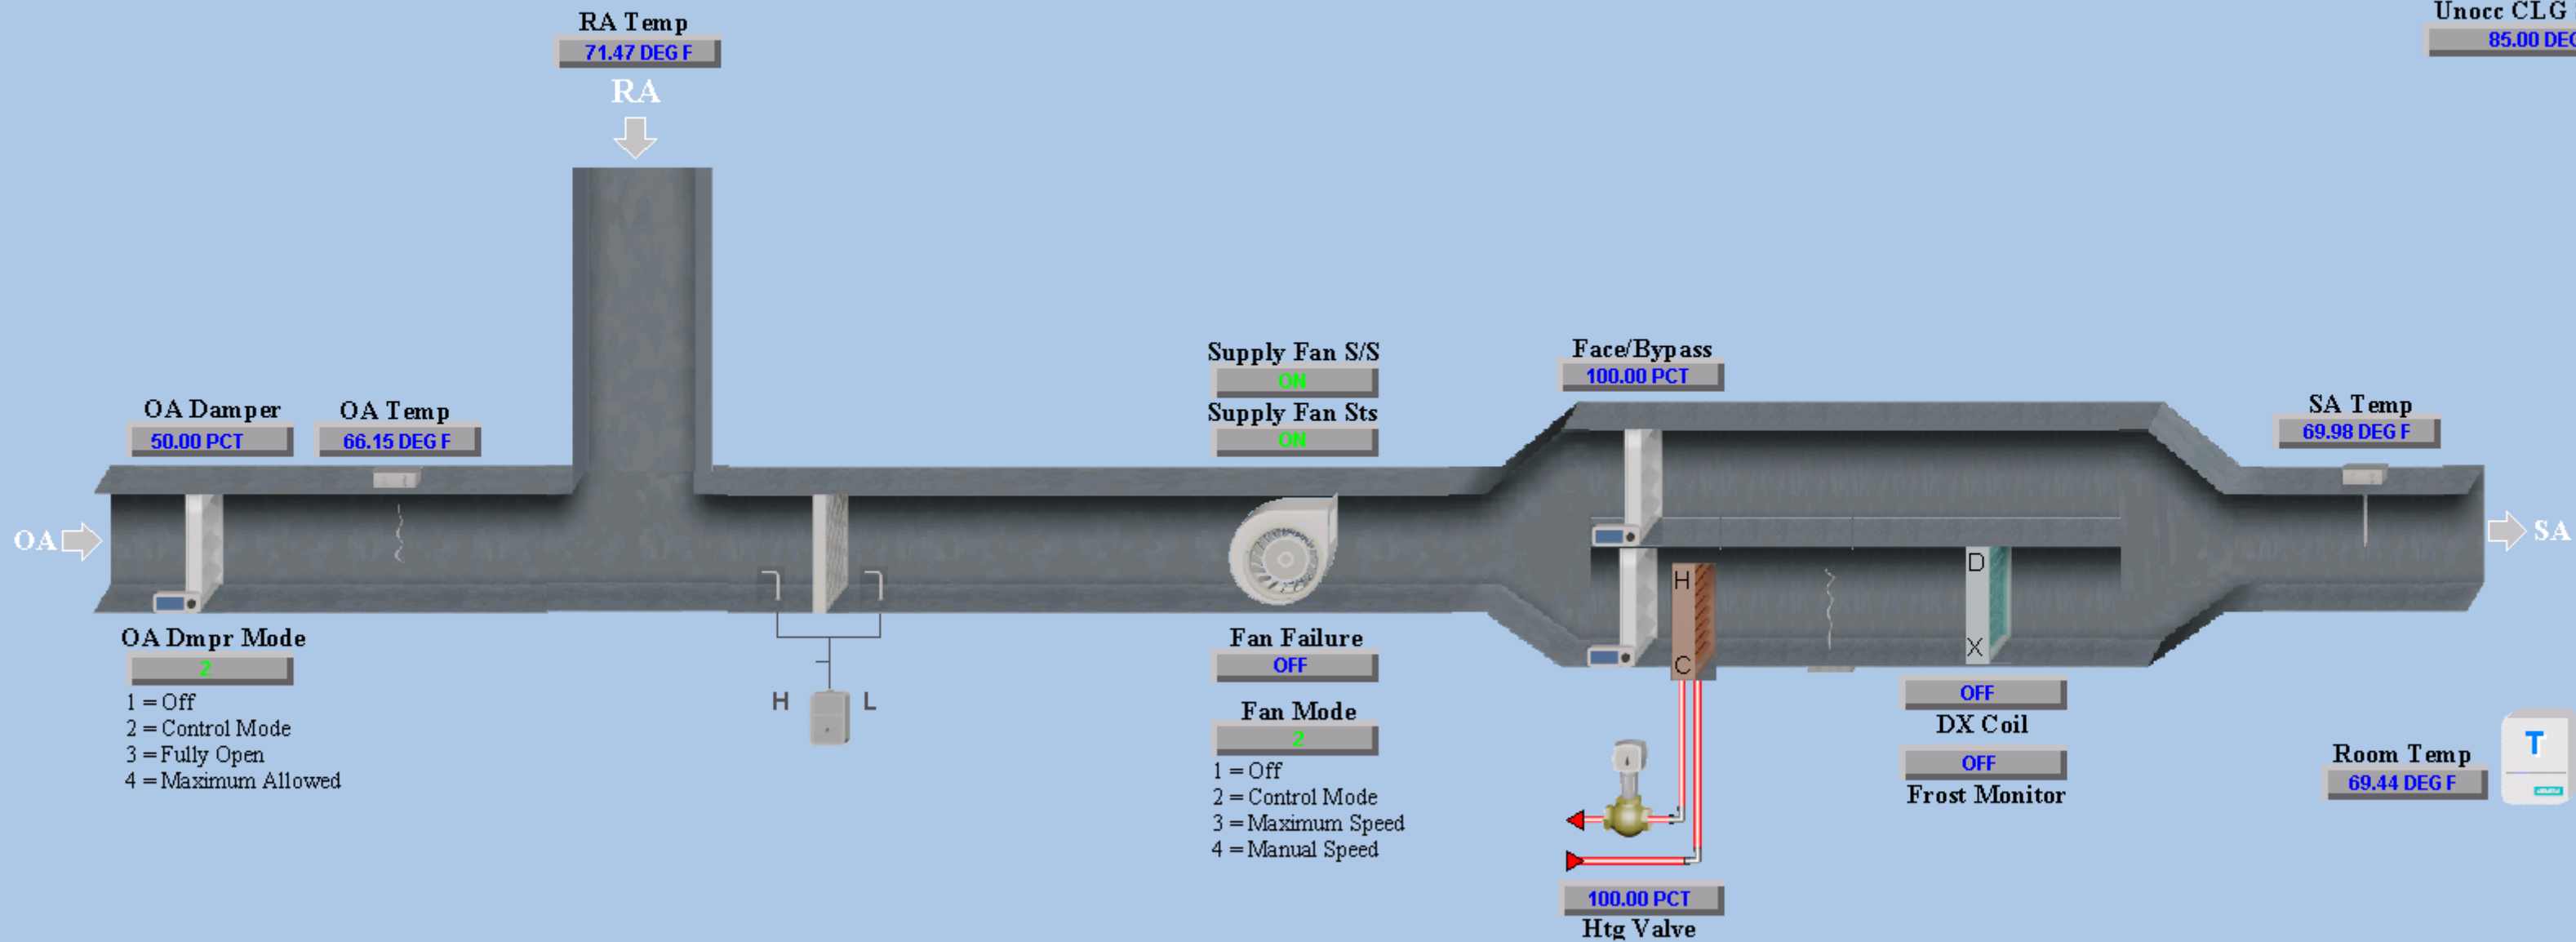 Unocc CLG
85.00 DEG
RA Temp
71.47 DEG F
RA
Supply Fan S/S
ON
Supply Fan Sts
ON
Face/Bypass
100.00 PCT
OA Damper
50.00 PCT
OA Temp
66.15 DEG F
SA Temp
69.98 DEG F
OA
SA
H
C
D
X
OA Dmpr Mode
2
1 = Off
2 = Control Mode
3 = Fully Open
4 = Maximum Allowed
H L
Fan Failure
OFF
Fan Mode
2
1 = Off
2 = Control Mode
3 = Maximum Speed
4 = Manual Speed
OFF
DX Coil
OFF
Frost Monitor
Room Temp
69.44 DEG F
T
100.00 PCT
Htg Valve